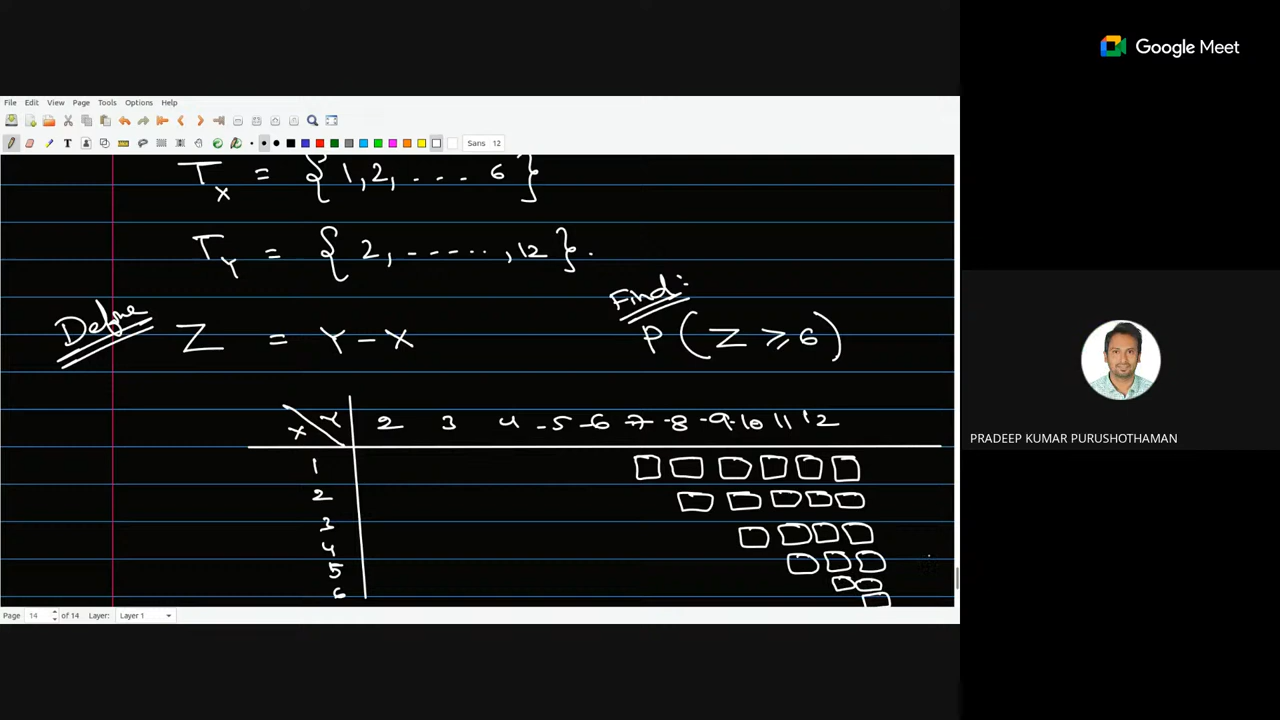 Google Meet
File Edit View Page Tools Options Help
Sans 12
T_X = { 1, 2, . . . . 6 }
T_Y = { 2, . . . . . . , 12 } .
Define Z = Y - X
Find:
P ( Z ⩾ 6 )
X Y 2 3 4 5 6 7 8 9 10 11 12
1
2
3
4
5
6
PRADEEP KUMAR PURUSHOTHAMAN
Page 14 of 14 Layer: Layer 1